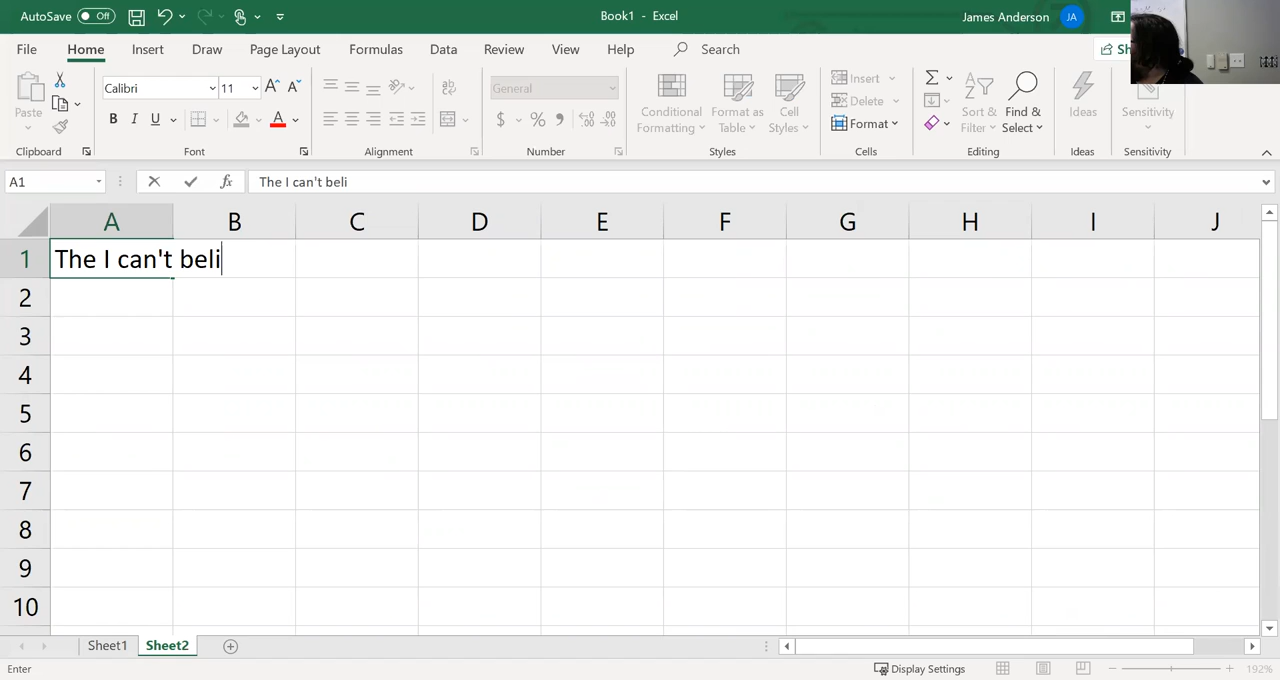 AutoSave Off Book1 - Excel James Anderson JA
File Home Insert Draw Page Layout Formulas Data Review View Help Search Sh
Paste Calibri 11 General Conditional Formatting Format as Table Cell Styles Insert Delete Format Sort & Filter Find & Select Ideas Sensitivity
Clipboard Font Alignment Number Styles Cells Editing Ideas Sensitivity
A1 fx The I can't beli
A B C D E F G H I J
1 The I can't beli
2
3
4
5
6
7
8
9
10
Sheet1 Sheet2
Enter Display Settings 192%